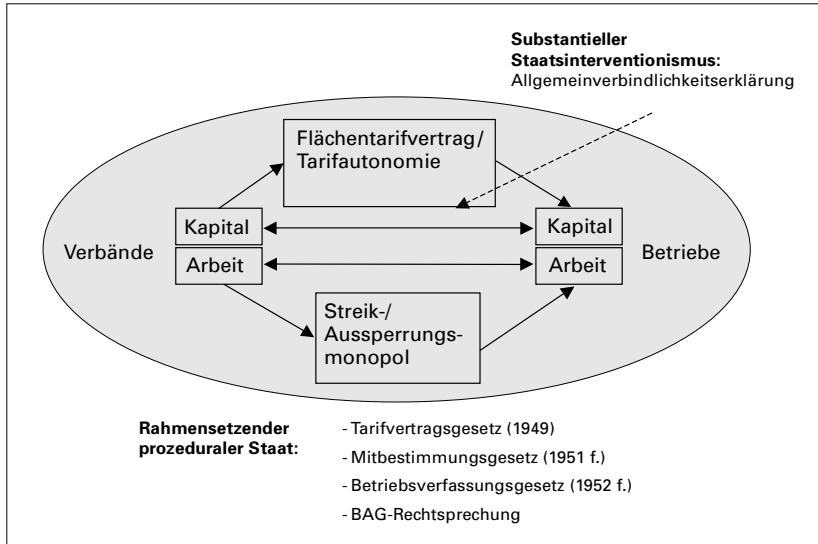 Substantieller
Staatsinterventionismus:
Allgemeinverbindlichkeitserklärung
Flächentarifvertrag/
Tarifautonomie
Verbände
Kapital
Arbeit
Kapital
Arbeit
Betriebe
Streik-/
Aussperrungs-
monopol
Rahmensetzender
prozeduraler Staat:
- Tarifvertragsgesetz (1949)
- Mitbestimmungsgesetz (1951 f.)
- Betriebsverfassungsgesetz (1952 f.)
- BAG-Rechtsprechung